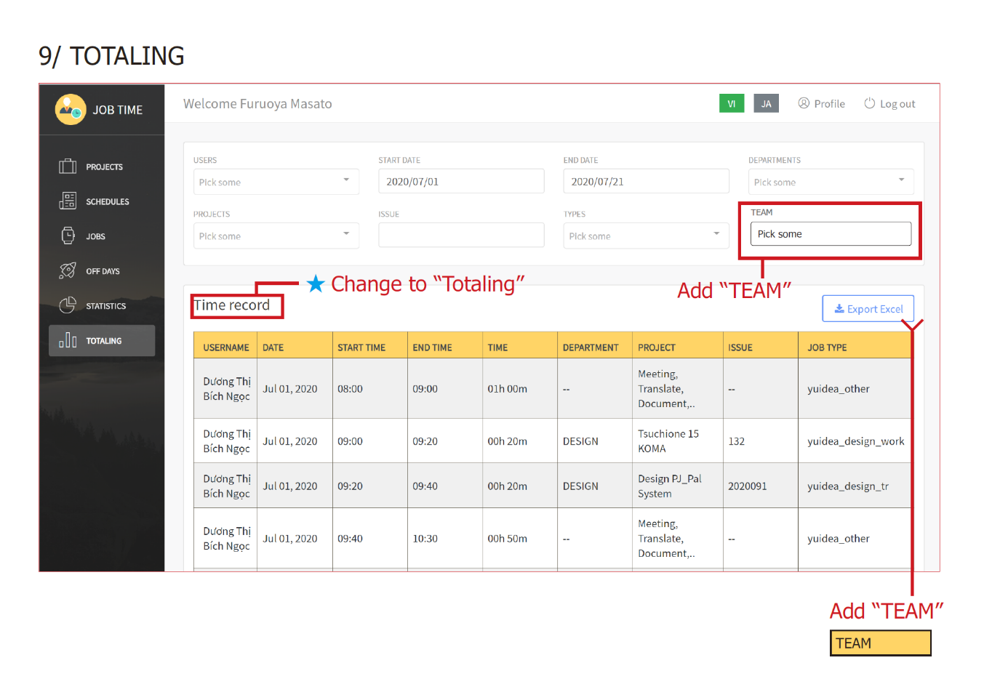 9/ TOTALING
JOB TIME
Welcome Furuoya Masato
VI
JA
Profile
Log out
PROJECTS
SCHEDULES
JOBS
OFF DAYS
STATISTICS
TOTALING
USERS
START DATE
END DATE
DEPARTMENTS
Pick some
2020/07/01
2020/07/21
Pick some
PROJECTS
ISSUE
TYPES
TEAM
Pick some
Pick some
Pick some
★ Change to “Totaling”
Add “TEAM”
Time record
Export Excel
USERNAME DATE START TIME END TIME TIME DEPARTMENT PROJECT ISSUE JOB TYPE
Dương Thị Bích Ngọc Jul 01, 2020 08:00 09:00 01h 00m -- Meeting, Translate, Document,.. -- yuidea_other
Dương Thị Bích Ngọc Jul 01, 2020 09:00 09:20 00h 20m DESIGN Tsuchione 15 KOMA 132 yuidea_design_work
Dương Thị Bích Ngọc Jul 01, 2020 09:20 09:40 00h 20m DESIGN Design PJ_Pal System 2020091 yuidea_design_tr
Dương Thị Bích Ngọc Jul 01, 2020 09:40 10:30 00h 50m -- Meeting, Translate, Document,.. -- yuidea_other
Add “TEAM”
TEAM